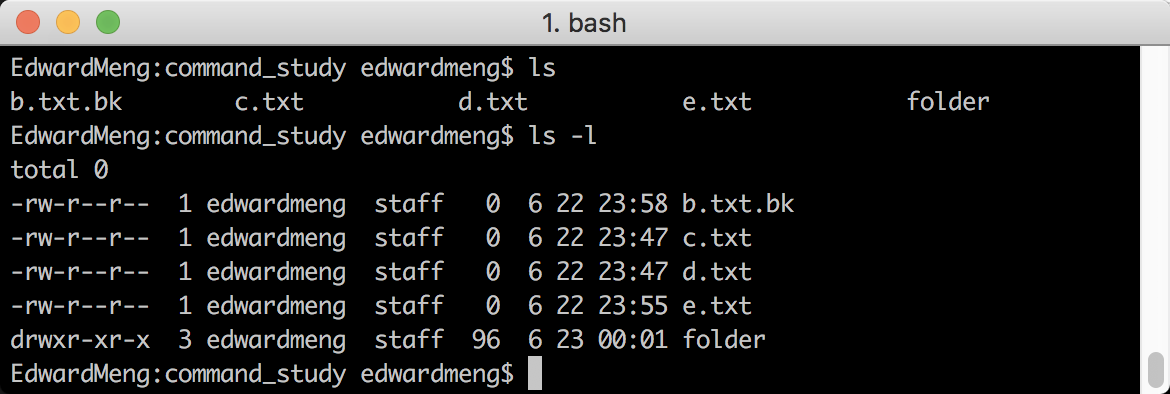 1. bash
EdwardMeng:command_study edwardmeng$ ls
b.txt.bk        c.txt           d.txt           e.txt           folder
EdwardMeng:command_study edwardmeng$ ls -l
total 0
-rw-r--r--  1 edwardmeng  staff   0  6 22 23:58 b.txt.bk
-rw-r--r--  1 edwardmeng  staff   0  6 22 23:47 c.txt
-rw-r--r--  1 edwardmeng  staff   0  6 22 23:47 d.txt
-rw-r--r--  1 edwardmeng  staff   0  6 22 23:55 e.txt
drwxr-xr-x  3 edwardmeng  staff  96  6 23 00:01 folder
EdwardMeng:command_study edwardmeng$